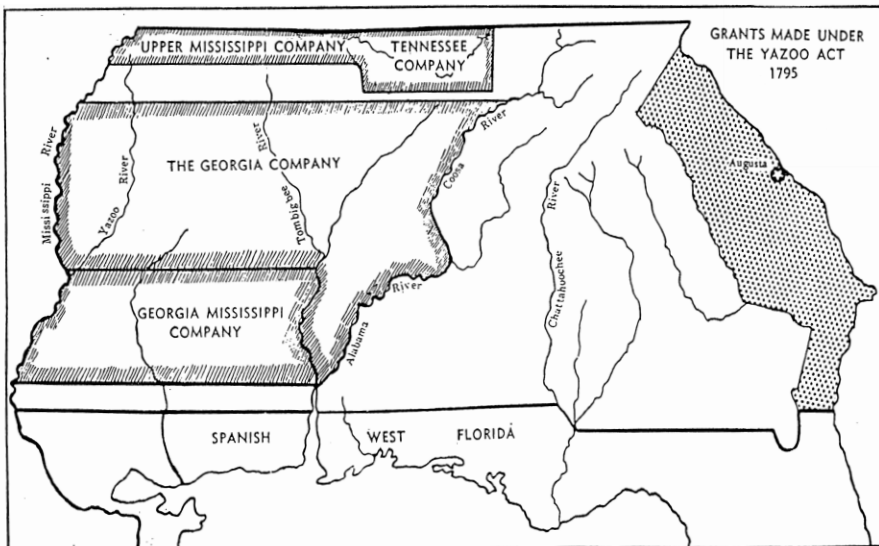 GRANTS MADE UNDER
THE YAZOO ACT
1795
UPPER MISSISSIPPI COMPANY
TENNESSEE
COMPANY
Mississippi River
Yazoo River
Tombigbee River
THE GEORGIA COMPANY
Coosa River
Augusta
GEORGIA MISSISSIPPI
COMPANY
Alabama River
Chattahuochee River
SPANISH WEST FLORIDA